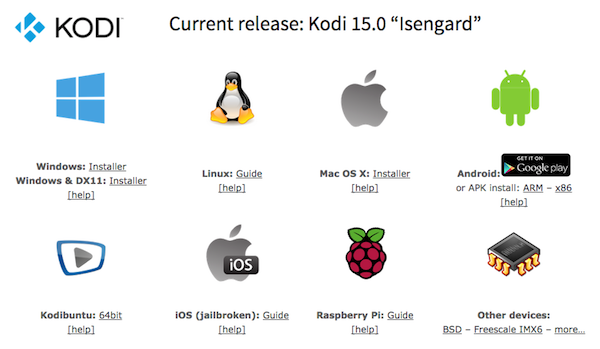 KODI
Current release: Kodi 15.0 “Isengard”
Windows: Installer
Windows & DX11: Installer
[help]
Linux: Guide
[help]
Mac OS X: Installer
[help]
GET IT ON
Google play
Android:
or APK install: ARM – x86
[help]
Kodibuntu: 64bit
[help]
iOS
iOS (jailbroken): Guide
[help]
Raspberry Pi: Guide
[help]
Other devices:
BSD – Freescale IMX6 – more...